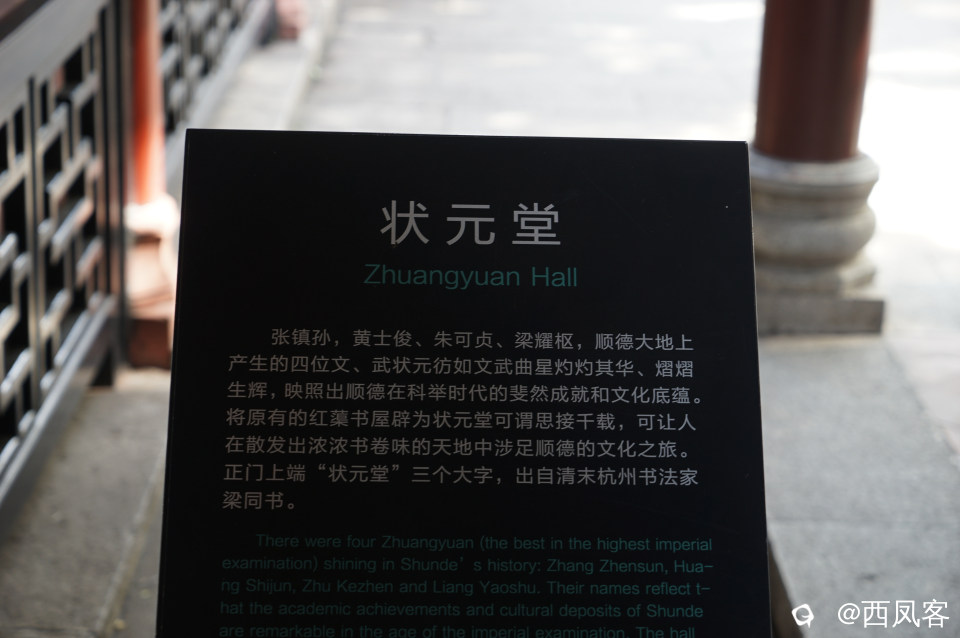 状元堂
Zhuangyuan Hall
张镇孙，黄士俊、朱可贞、梁耀枢，顺德大地上
产生的四位文、武状元彷如文武曲星灼灼其华、熠熠
生辉，映照出顺德在科举时代的斐然成就和文化底蕴。
将原有的红蕖书屋辟为状元堂可谓思接千载，可让人
在散发出浓浓书卷味的天地中涉足顺德的文化之旅。
正门上端“状元堂”三个大字，出自清末杭州书法家
梁同书。
There were four Zhuangyuan (the best in the highest imperial
examination) shining in Shunde’s history: Zhang Zhensun, Hua-
ng Shijun, Zhu Kezhen and Liang Yaoshu. Their names reflect t-
hat the academic achievements and cultural deposits of Shunde
are remarkable in the age of the imperial examination. The hall
@西凤客